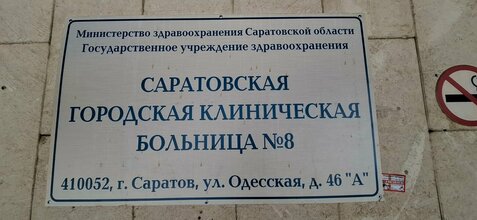 Министерство здравоохранения Саратовской области
Государственное учреждение здравоохранения
САРАТОВСКАЯ
ГОРОДСКАЯ КЛИНИЧЕСКАЯ
БОЛЬНИЦА №8
410052, г. Саратов, ул. Одесская, д. 46 "А"